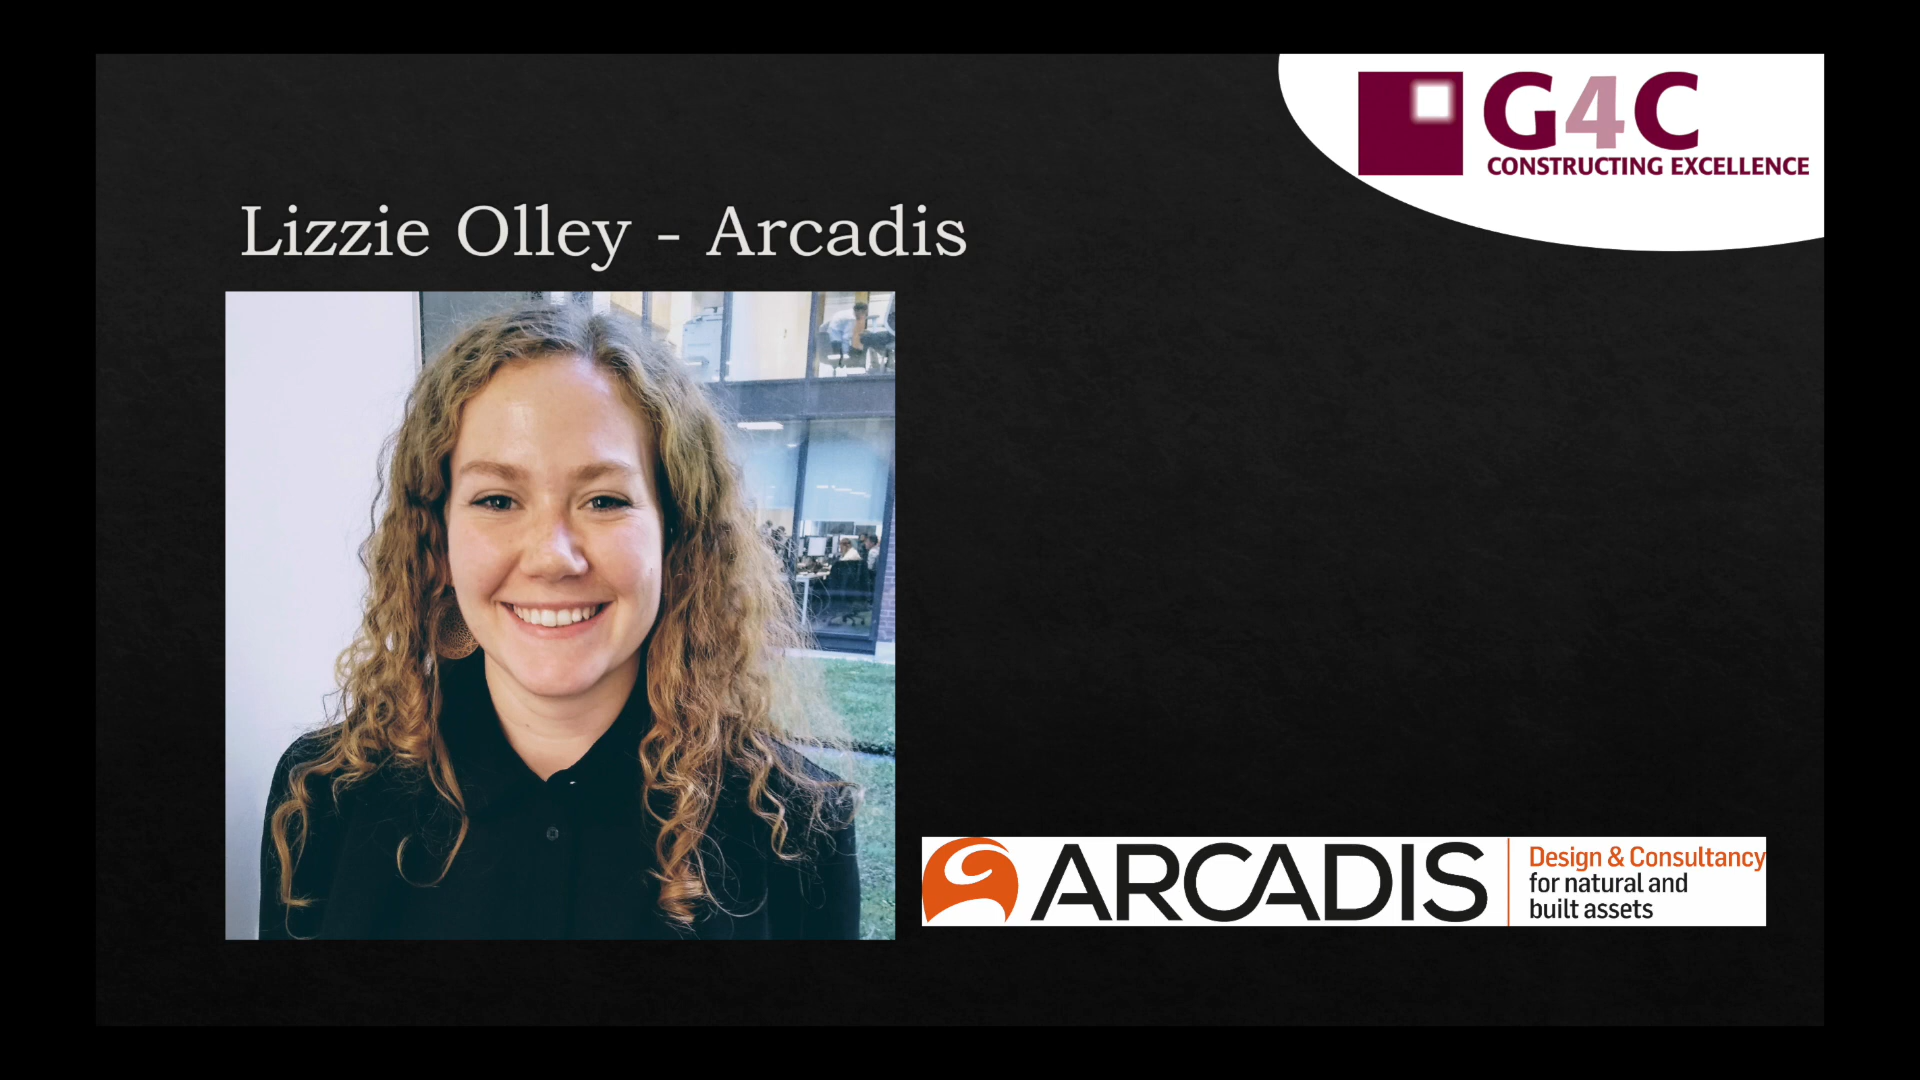 G4C
CONSTRUCTING EXCELLENCE
Lizzie Olley - Arcadis
ARCADIS
Design & Consultancy
for natural and
built assets